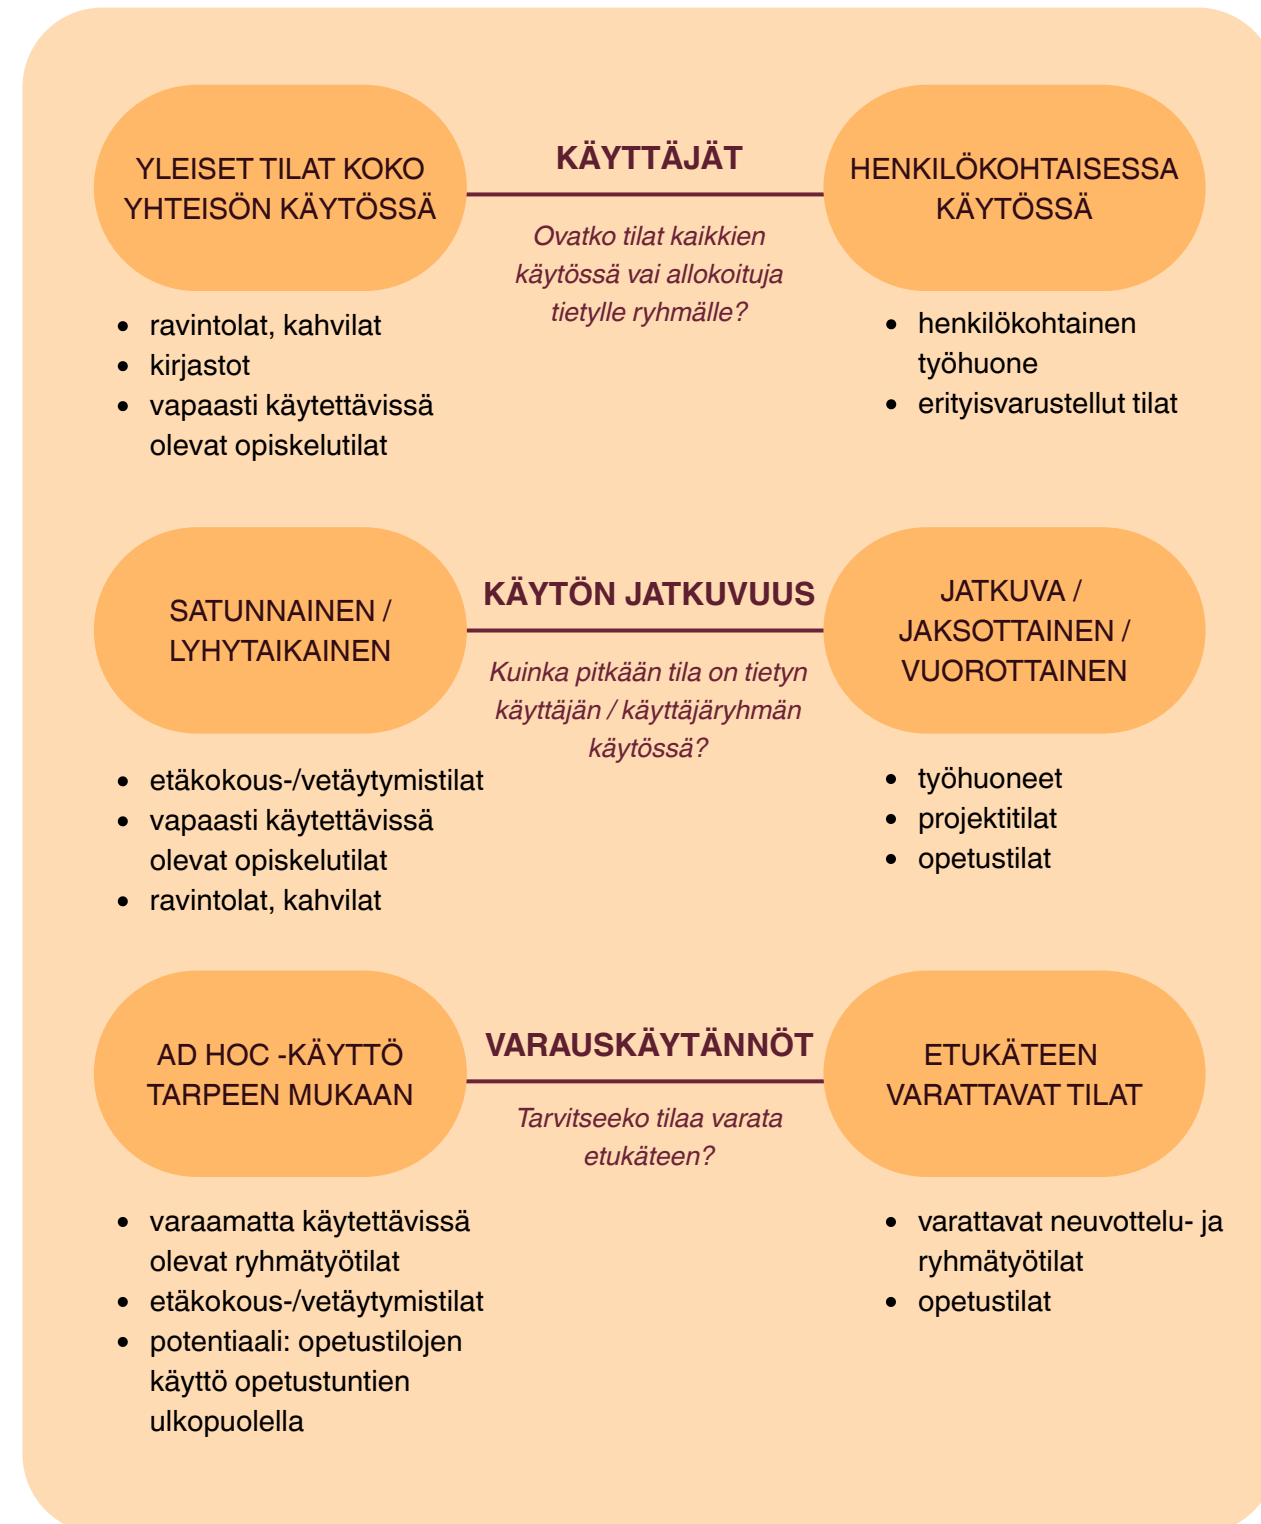 YLEISET TILAT KOKO
YHTEISÖN KÄYTÖSSÄ
KÄYTTÄJÄT
Ovatko tilat kaikkien
käytössä vai allokoituja
tietylle ryhmälle?
HENKILÖKOHTAISESSA
KÄYTÖSSÄ
• ravintolat, kahvilat
• kirjastot
• vapaasti käytettävissä
olevat opiskelutilat
• henkilökohtainen
työhuone
• erityisvarustellut tilat
SATUNNAINEN /
LYHYTAIKAINEN
KÄYTÖN JATKUVUUS
Kuinka pitkään tila on tietyn
käyttäjän / käyttäjäryhmän
käytössä?
JATKUVA /
JAKSOTTAINEN /
VUOROTTAINEN
• etäkokous-/vetäytymistilat
• vapaasti käytettävissä
olevat opiskelutilat
• ravintolat, kahvilat
• työhuoneet
• projektitilat
• opetustilat
AD HOC -KÄYTTÖ
TARPEEN MUKAAN
VARAUSKÄYTÄNNÖT
Tarvitseeko tilaa varata
etukäteen?
ETUKÄTEEN
VARATTAVAT TILAT
• varaamatta käytettävissä
olevat ryhmätyötilat
• etäkokous-/vetäytymistilat
• potentiaali: opetustilojen
käyttö opetustuntien
ulkopuolella
• varattavat neuvottelu- ja
ryhmätyötilat
• opetustilat